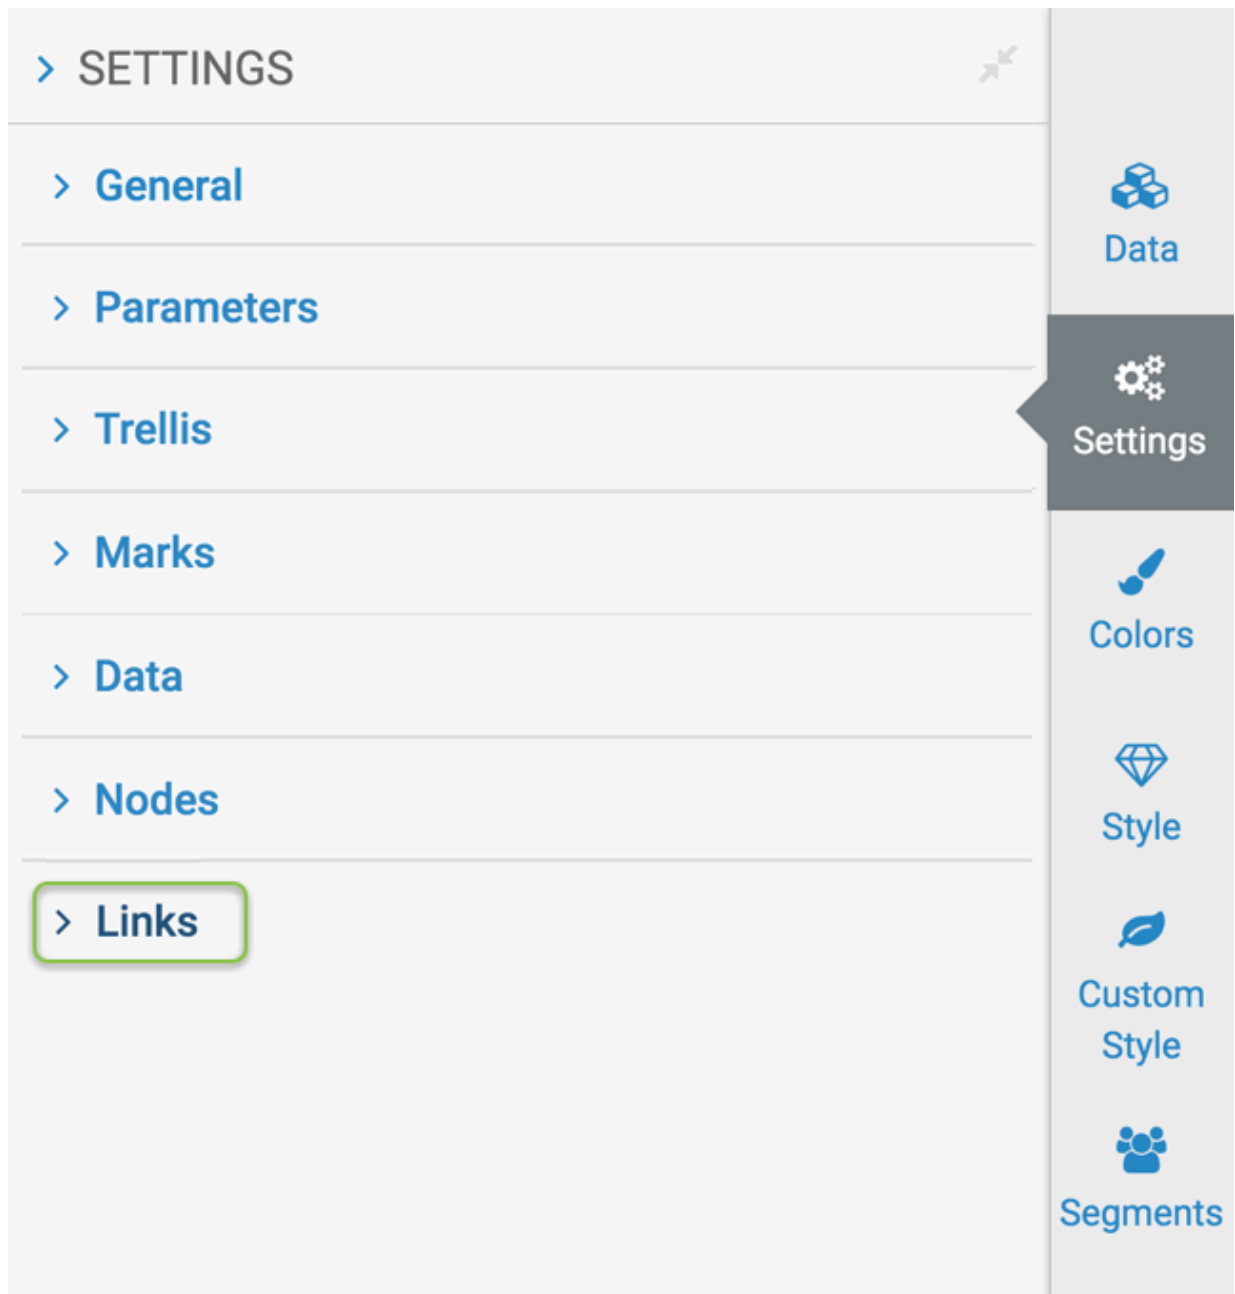 SETTINGS
General
Parameters
Trellis
Marks
Data
Nodes
Links
Data
Settings
Colors
Style
Custom
Style
Segments